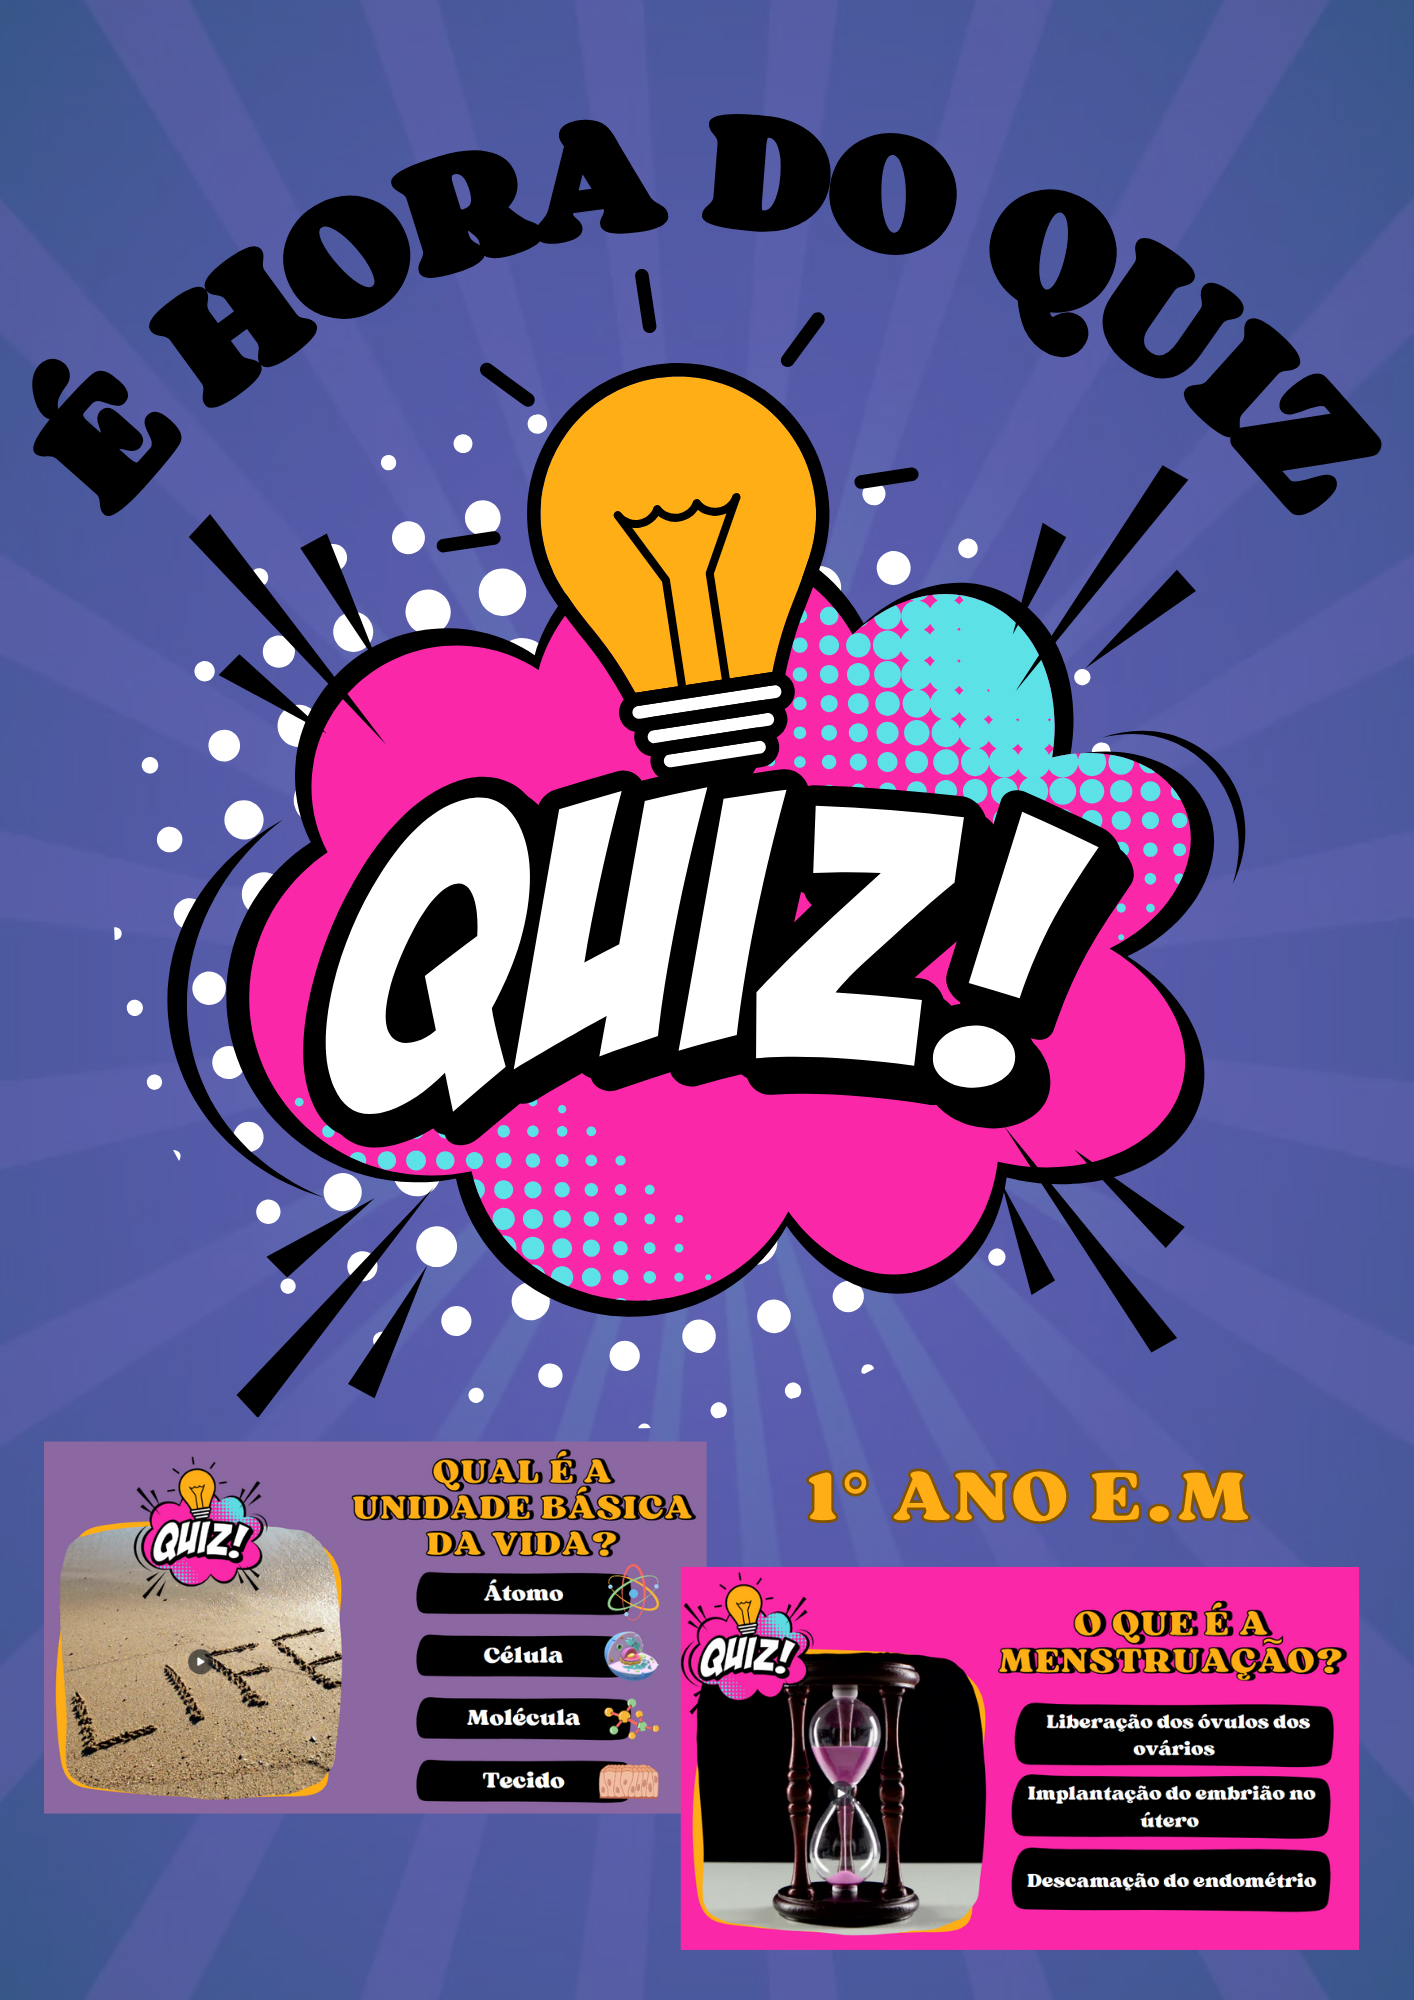 É HORA DO QUIZ
QUIZ!
QUIZ!
QUAL É A
UNIDADE BÁSICA
DA VIDA?
LIFE
Átomo
Célula
Molécula
Tecido
1° ANO E.M
QUIZ!
O QUE É A
MENSTRUAÇÃO?
Liberação dos óvulos dos
ovários
Implantação do embrião no
útero
Descamação do endométrio